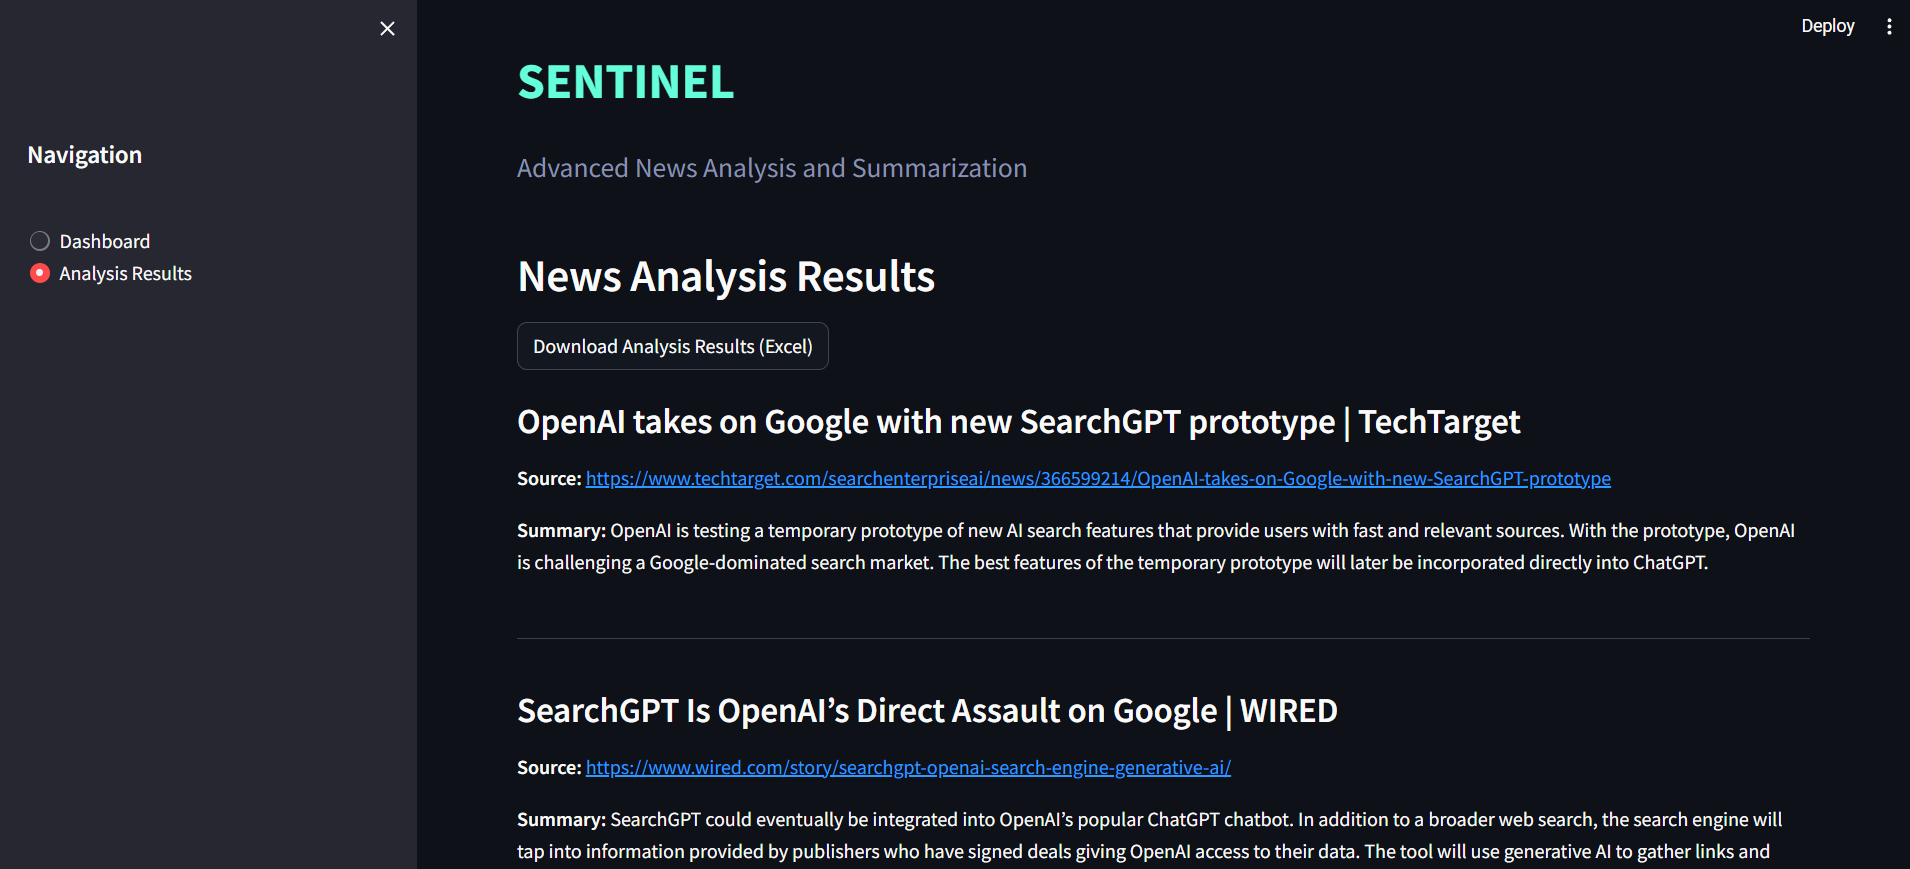 Deploy
SENTINEL
Navigation
Advanced News Analysis and Summarization
Dashboard
Analysis Results
News Analysis Results
Download Analysis Results (Excel)
OpenAI takes on Google with new SearchGPT prototype | TechTarget
Source: https://www.techtarget.com/searchenterpriseai/news/366599214/OpenAI-takes-on-Google-with-new-SearchGPT-prototype
Summary: OpenAI is testing a temporary prototype of new AI search features that provide users with fast and relevant sources. With the prototype, OpenAI
is challenging a Google-dominated search market. The best features of the temporary prototype will later be incorporated directly into ChatGPT.
SearchGPT Is OpenAI’s Direct Assault on Google | WIRED
Source: https://www.wired.com/story/searchgpt-openai-search-engine-generative-ai/
Summary: SearchGPT could eventually be integrated into OpenAI’s popular ChatGPT chatbot. In addition to a broader web search, the search engine will
tap into information provided by publishers who have signed deals giving OpenAI access to their data. The tool will use generative AI to gather links and